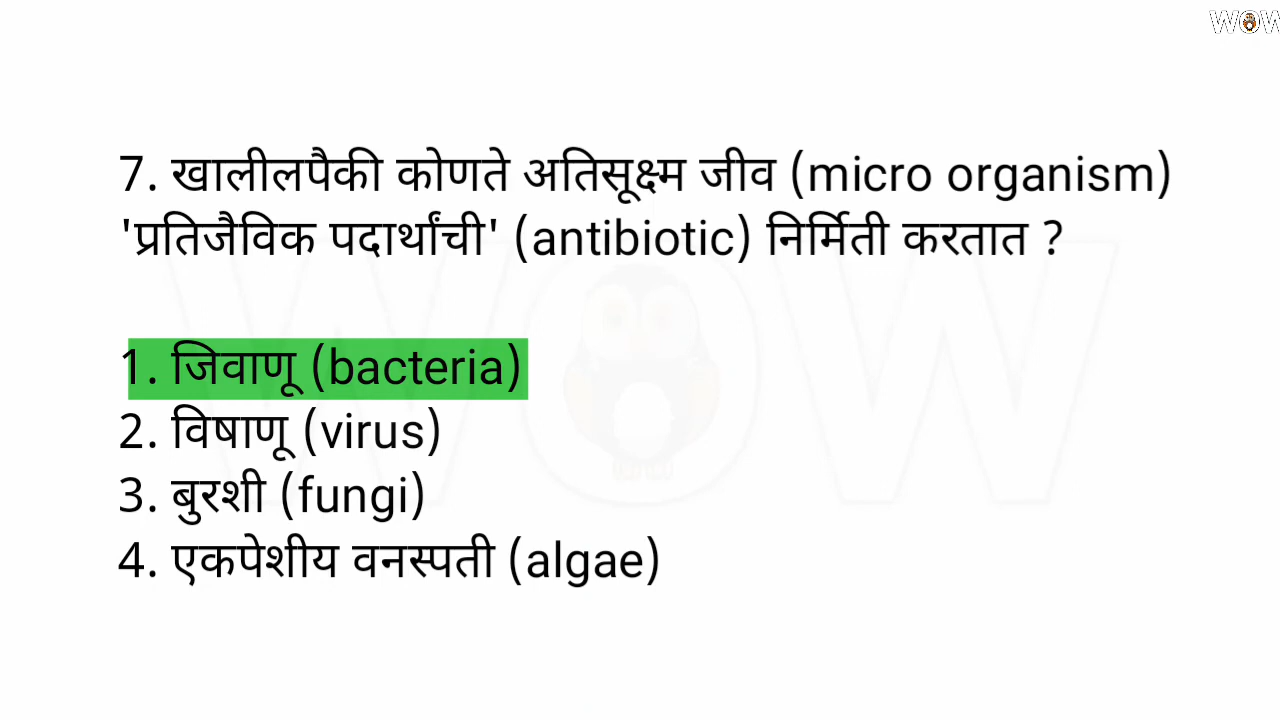 WOW
7. खालीलपैकी कोणते अतिसूक्ष्म जीव (micro organism)
'प्रतिजैविक पदार्थांची' (antibiotic) निर्मिती करतात ?
1. जिवाणू (bacteria)
2. विषाणू (virus)
3. बुरशी (fungi)
4. एकपेशीय वनस्पती (algae)
WOW